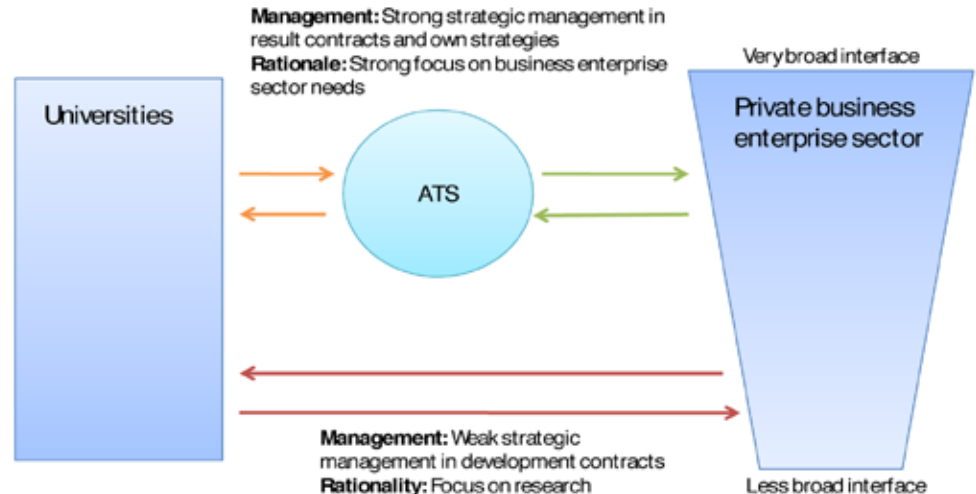 Management: Strong strategic management in
result contracts and own strategies
Rationale: Strong focus on business enterprise
sector needs
Very broad interface
Universities
Private business
enterprise sector
ATS
Management: Weak strategic
management in development contracts
Rationality: Focus on research
Less broad interface